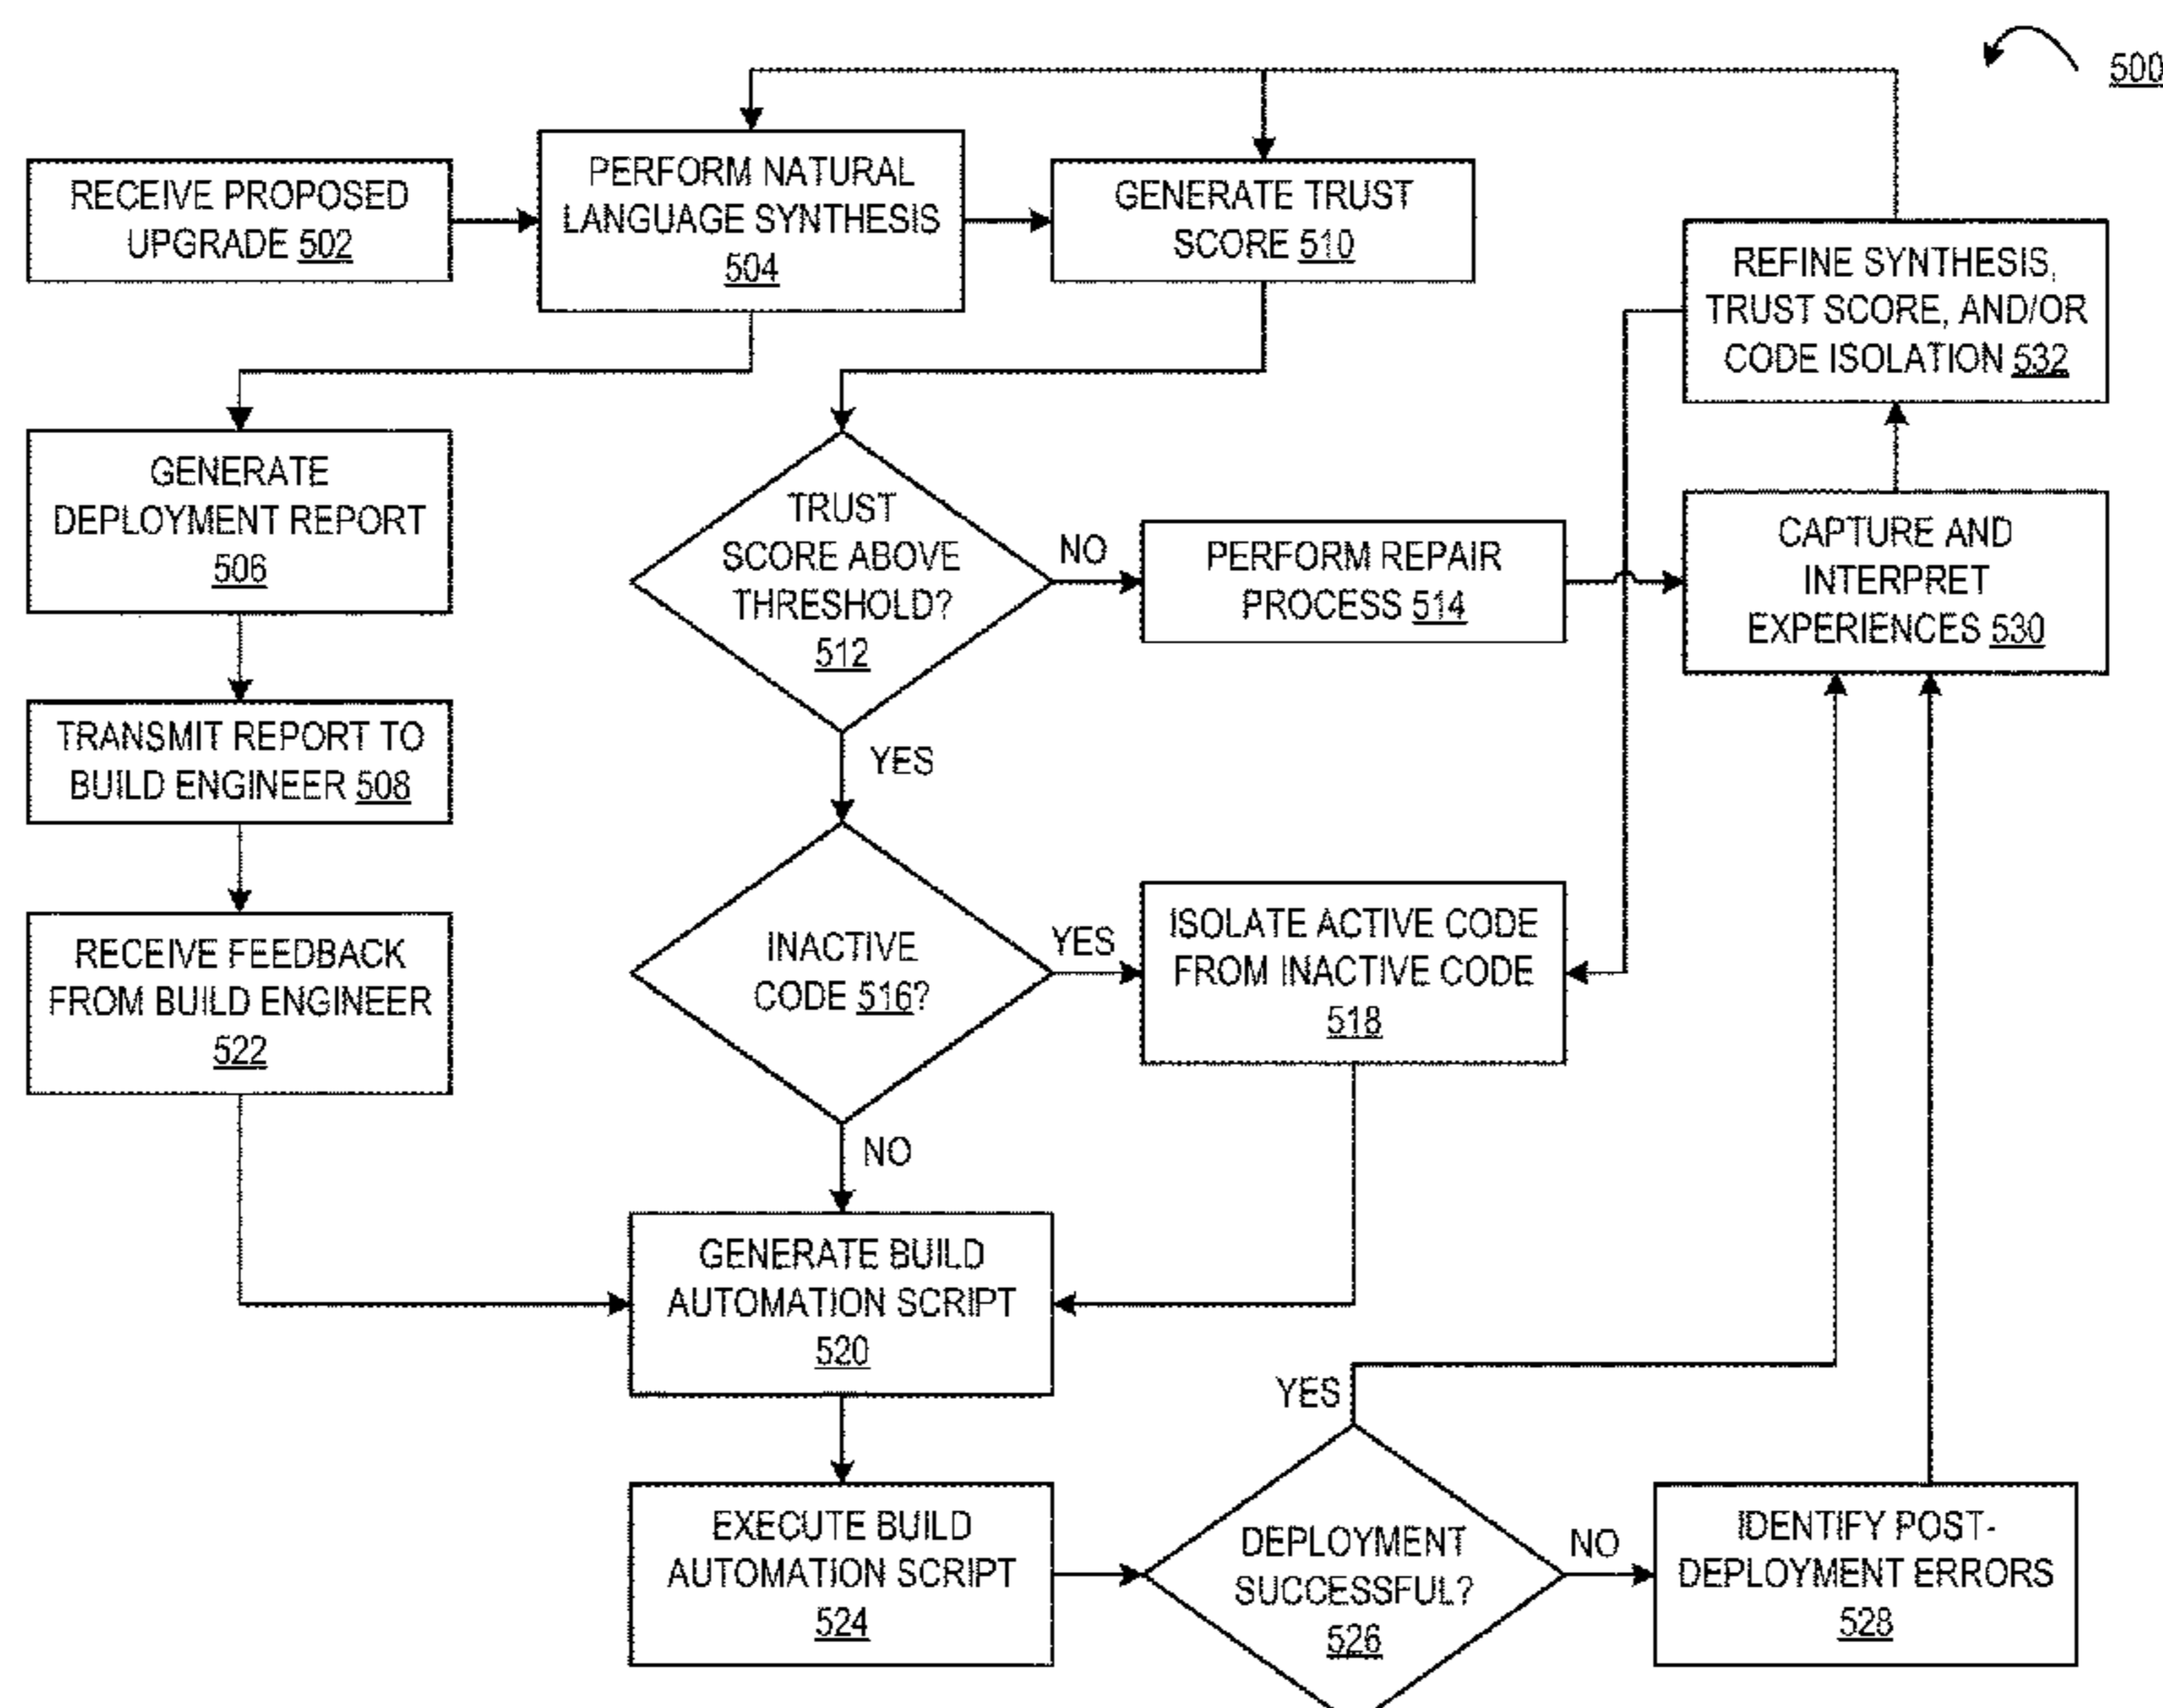 500
RECEIVE PROPOSED
UPGRADE 502
PERFORM NATURAL
LANGUAGE SYNTHESIS
504
GENERATE TRUST
SCORE 510
REFINE SYNTHESIS,
TRUST SCORE, AND/OR
CODE ISOLATION 532
GENERATE
DEPLOYMENT REPORT
506
TRUST
SCORE ABOVE
THRESHOLD?
512
NO
PERFORM REPAIR
PROCESS 514
CAPTURE AND
INTERPRET
EXPERIENCES 530
TRANSMIT REPORT TO
BUILD ENGINEER 508
YES
RECEIVE FEEDBACK
FROM BUILD ENGINEER
522
INACTIVE
CODE 516?
YES
ISOLATE ACTIVE CODE
FROM INACTIVE CODE
518
NO
GENERATE BUILD
AUTOMATION SCRIPT
520
YES
EXECUTE BUILD
AUTOMATION SCRIPT
524
DEPLOYMENT
SUCCESSFUL?
526
NO
IDENTIFY POST-
DEPLOYMENT ERRORS
528